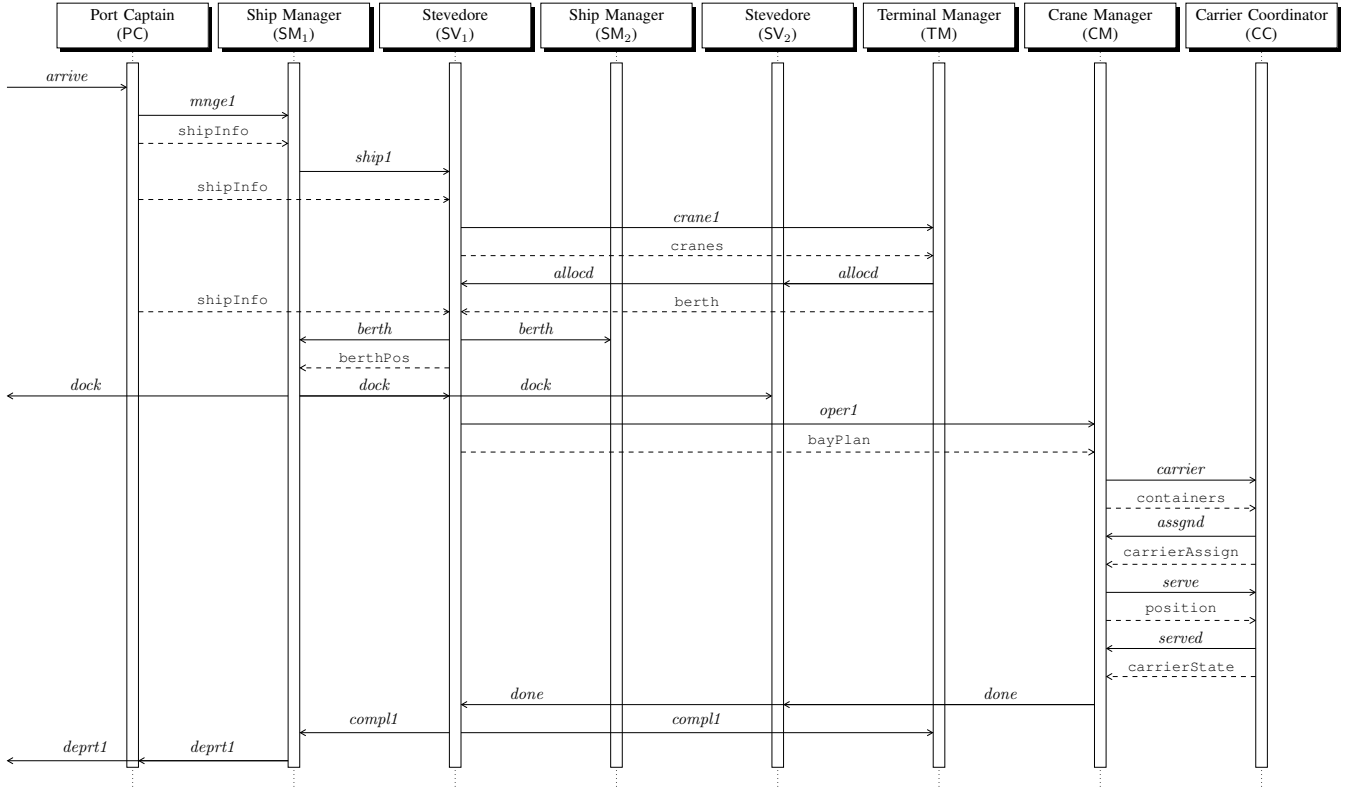 Port Captain
(PC)
Ship Manager
(SM₁)
Stevedore
(SV₁)
Ship Manager
(SM₂)
Stevedore
(SV₂)
Terminal Manager
(TM)
Crane Manager
(CM)
Carrier Coordinator
(CC)
arrive
mnge1
shipInfo
ship1
shipInfo
crane1
cranes
allocd allocd
shipInfo berth
berth berth
berthPos
dock dock dock
oper1
bayPlan
carrier
containers
assgnd
carrierAssign
serve
position
served
carrierState
done done
compl1 compl1
deprt1 deprt1